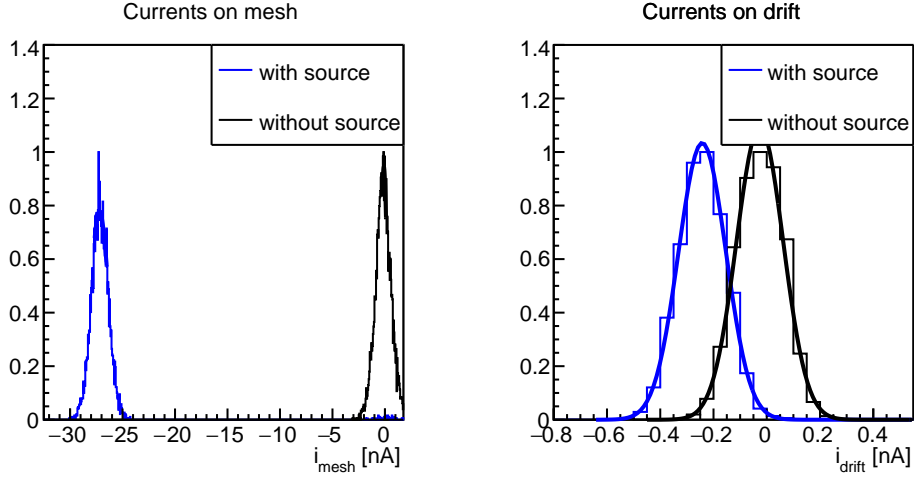 Currents on mesh
1.4
1.2
1
0.8
0.6
0.4
0.2
0
with source
without source
−30 −25 −20 −15 −10 −5 0
i_mesh [nA]
Currents on drift
1.4
1.2
1
0.8
0.6
0.4
0.2
0
with source
without source
−0.8 −0.6 −0.4 −0.2 0 0.2 0.4
i_drift [nA]